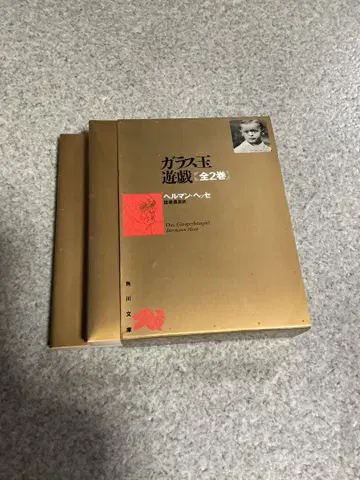 ガラス玉
遊戯〔全2巻〕
ヘルマン・ヘッセ
Das Glasperlenspiel
Hermann Hesse
角川文庫